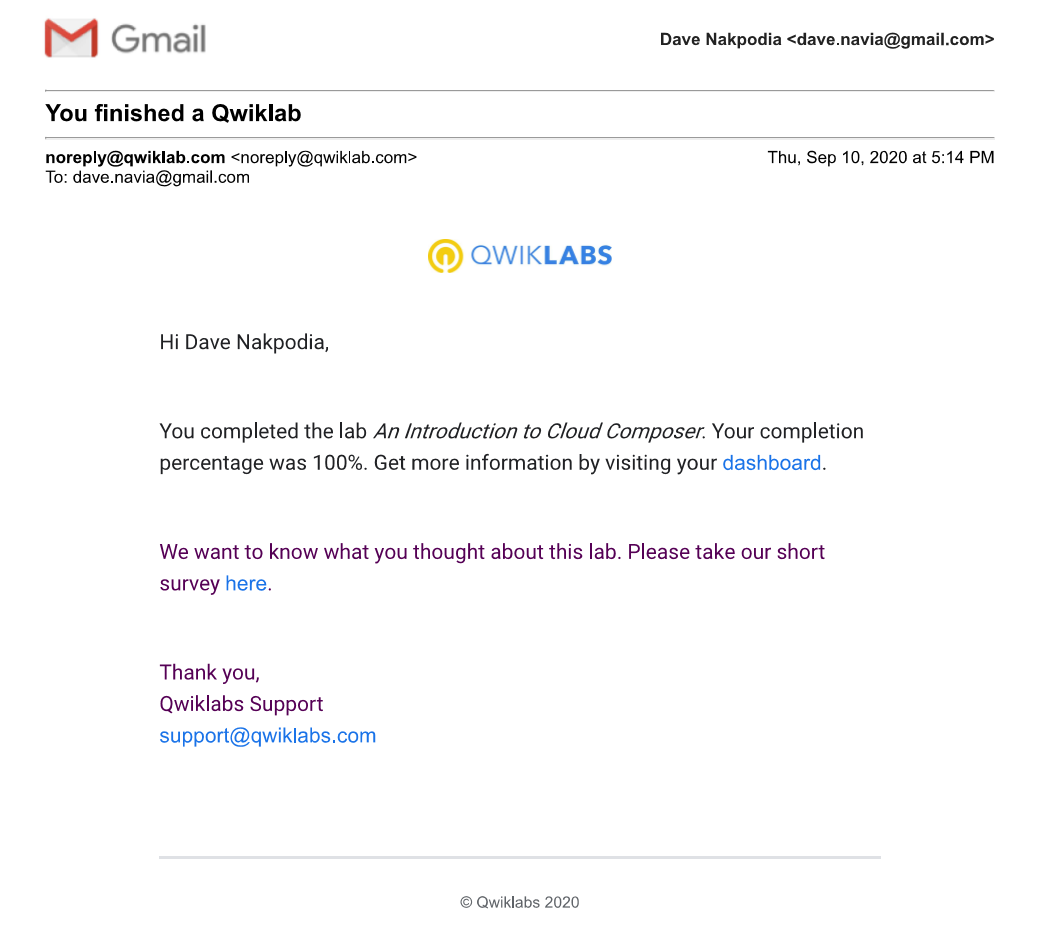 Gmail
Dave Nakpodia <dave.navia@gmail.com>
You finished a Qwiklab
noreply@qwiklab.com <noreply@qwiklab.com>
Thu, Sep 10, 2020 at 5:14 PM
To: dave.navia@gmail.com
QWIKLABS
Hi Dave Nakpodia,
You completed the lab An Introduction to Cloud Composer. Your completion
percentage was 100%. Get more information by visiting your dashboard.
We want to know what you thought about this lab. Please take our short
survey here.
Thank you,
Qwiklabs Support
support@qwiklabs.com
© Qwiklabs 2020